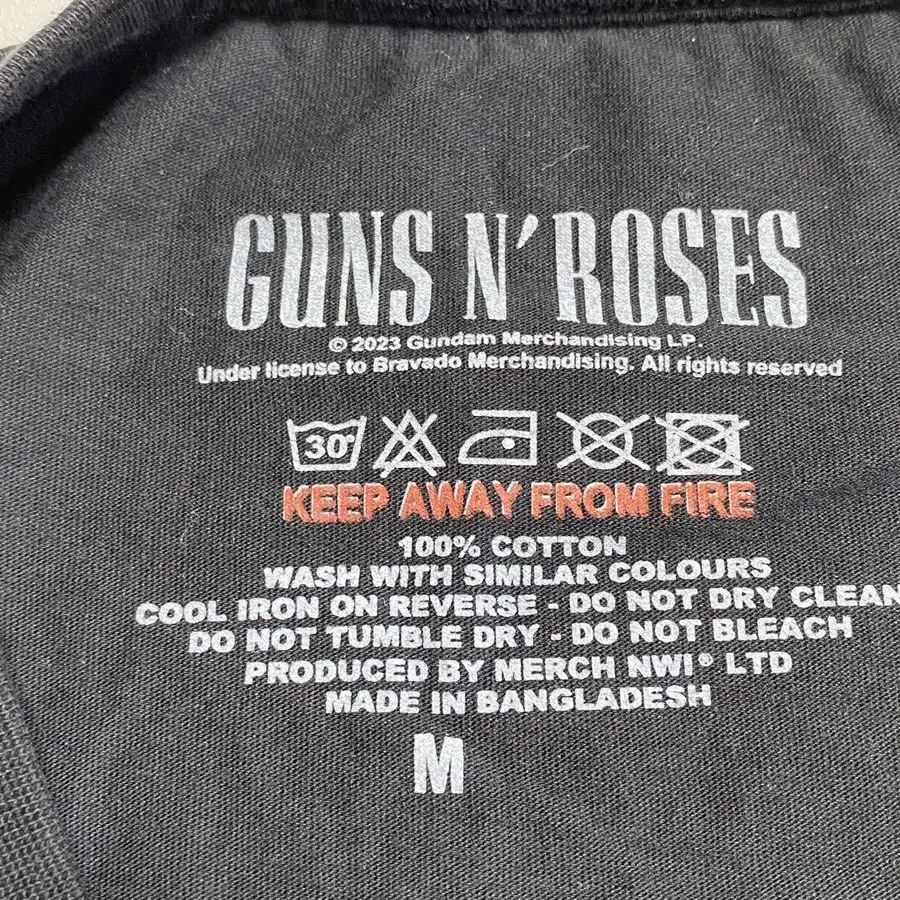 GUNS N' ROSES
© 2023 Gundam Merchandising LP.
Under license to Bravado Merchandising. All rights reserved
30°
KEEP AWAY FROM FIRE
100% COTTON
WASH WITH SIMILAR COLOURS
COOL IRON ON REVERSE - DO NOT DRY CLEAN
DO NOT TUMBLE DRY - DO NOT BLEACH
PRODUCED BY MERCH NWI® LTD
MADE IN BANGLADESH
M